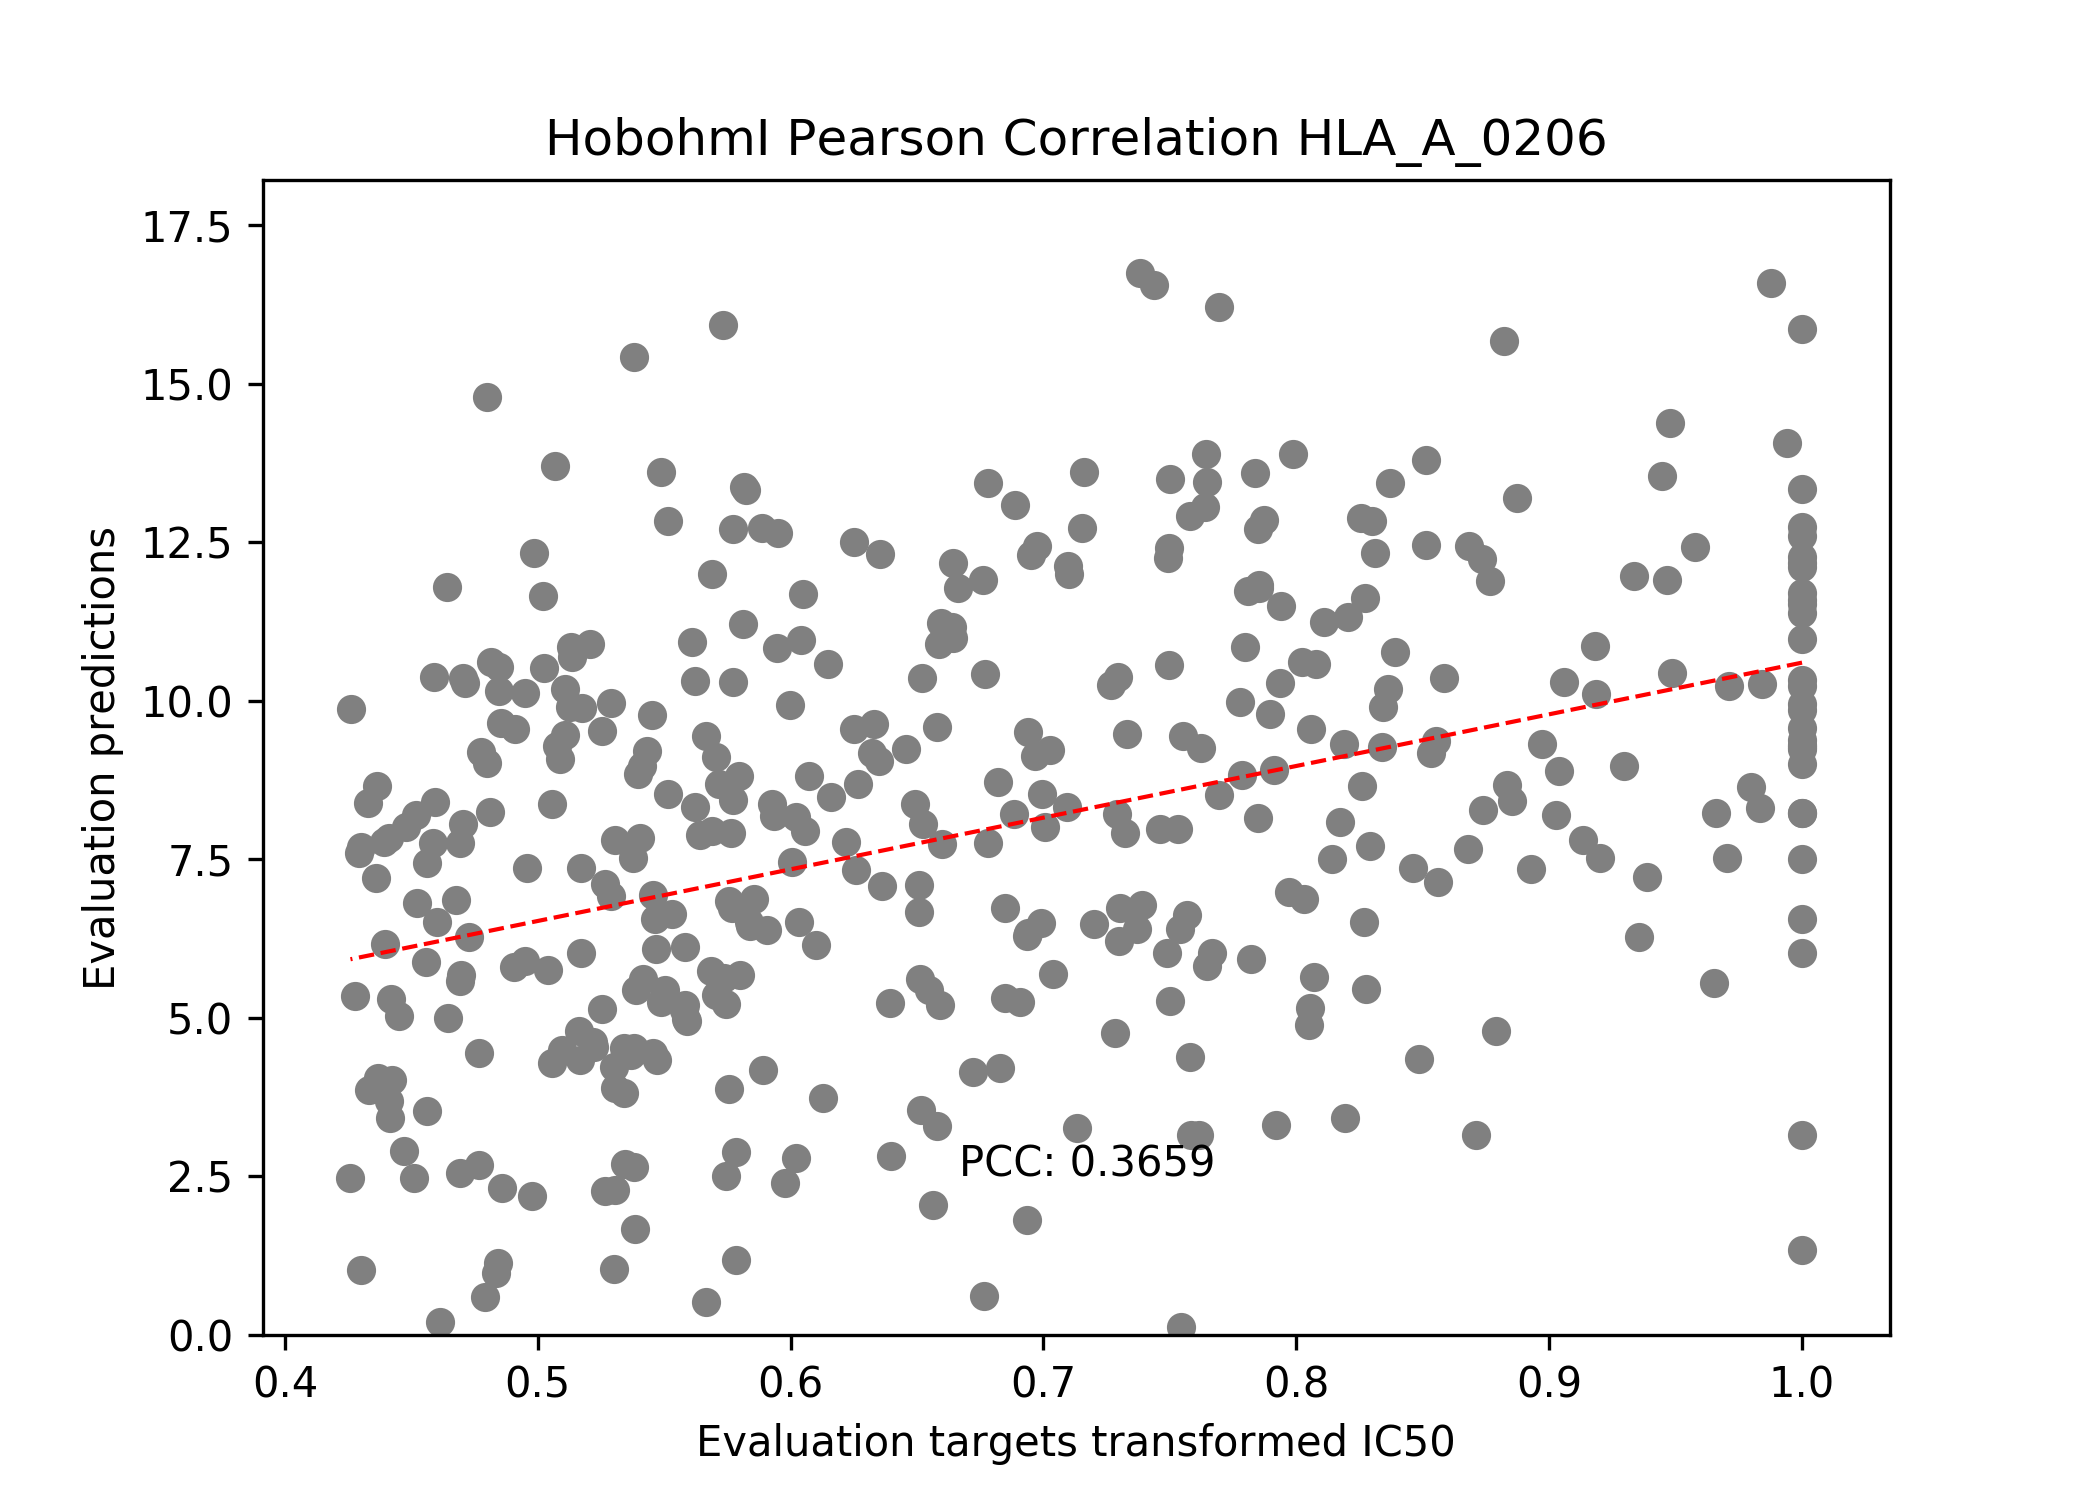 HobohmI Pearson Correlation HLA_A_0206
17.5
15.0
12.5
10.0
7.5
5.0
2.5
0.0
Evaluation predictions
PCC: 0.3659
0.4 0.5 0.6 0.7 0.8 0.9 1.0
Evaluation targets transformed IC50